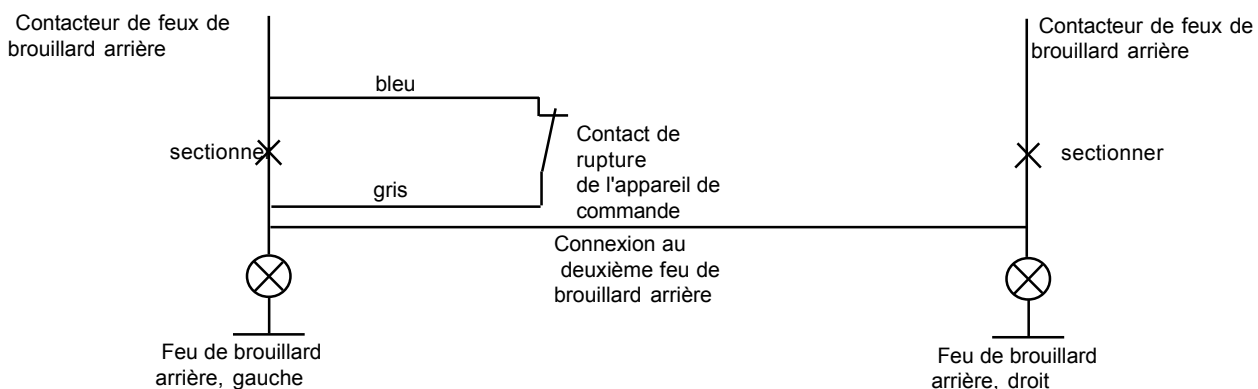 Contacteur de feux de
brouillard arrière
Contacteur de feux de
brouillard arrière
bleu
sectionner
Contact de
rupture
de l'appareil de
commande
sectionner
gris
Connexion au
deuxième feu de
brouillard arrière
Feu de brouillard
arrière, gauche
Feu de brouillard
arrière, droit